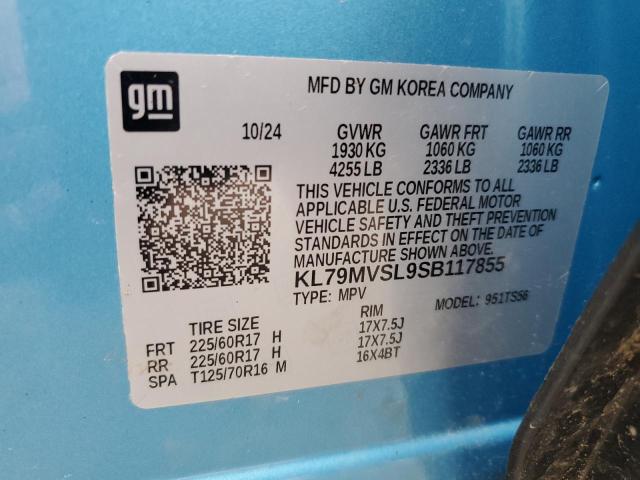 gm
MFD BY GM KOREA COMPANY
10/24
GVWR GAWR FRT GAWR RR
1930 KG 1060 KG 1060 KG
4255 LB 2336 LB 2336 LB
THIS VEHICLE CONFORMS TO ALL
APPLICABLE U.S. FEDERAL MOTOR
VEHICLE SAFETY AND THEFT PREVENTION
STANDARDS IN EFFECT ON THE DATE OF
MANUFACTURE SHOWN ABOVE.
KL79MVSL9SB117855
TYPE: MPV MODEL: 951TS56
TIRE SIZE RIM
FRT 225/60R17 H 17X7.5J
RR 225/60R17 H 17X7.5J
SPA T125/70R16 M 16X4BT